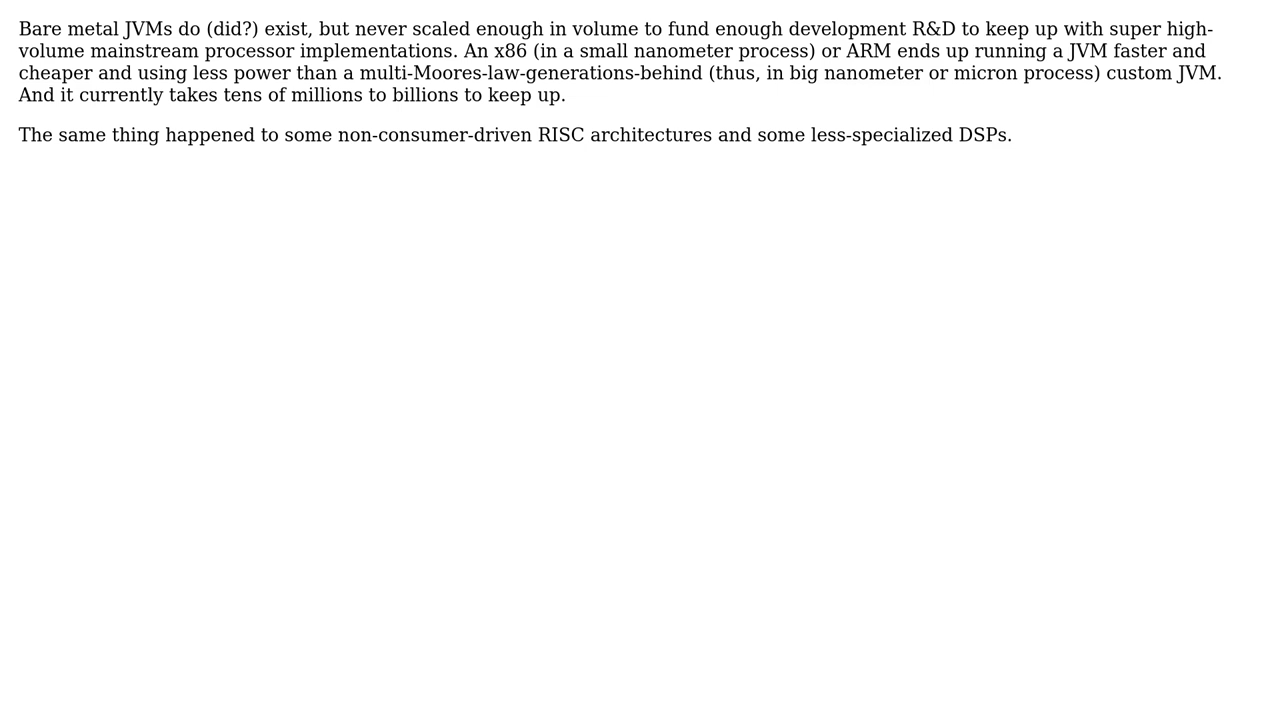 Bare metal JVMs do (did?) exist, but never scaled enough in volume to fund enough development R&D to keep up with super high-
volume mainstream processor implementations. An x86 (in a small nanometer process) or ARM ends up running a JVM faster and
cheaper and using less power than a multi-Moores-law-generations-behind (thus, in big nanometer or micron process) custom JVM.
And it currently takes tens of millions to billions to keep up.
The same thing happened to some non-consumer-driven RISC architectures and some less-specialized DSPs.